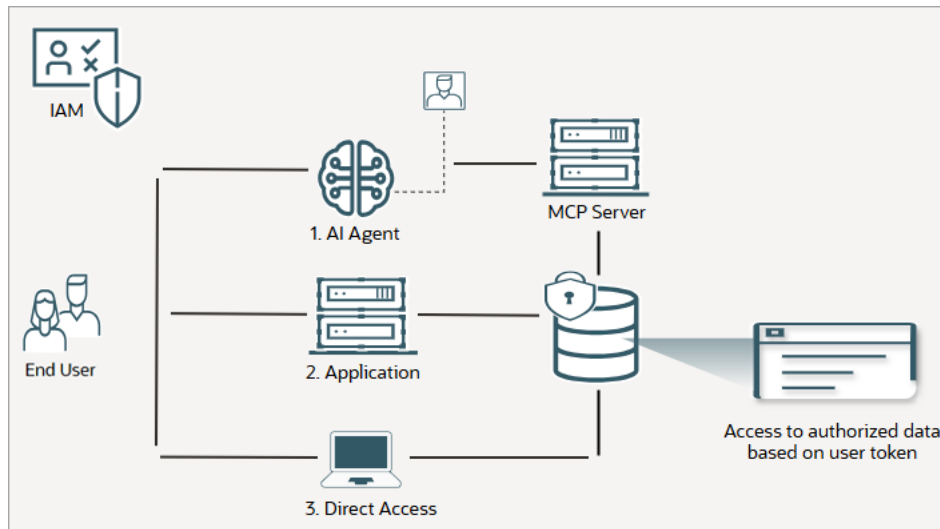 IAM
1. AI Agent
MCP Server
End User
2. Application
Access to authorized data
based on user token
3. Direct Access